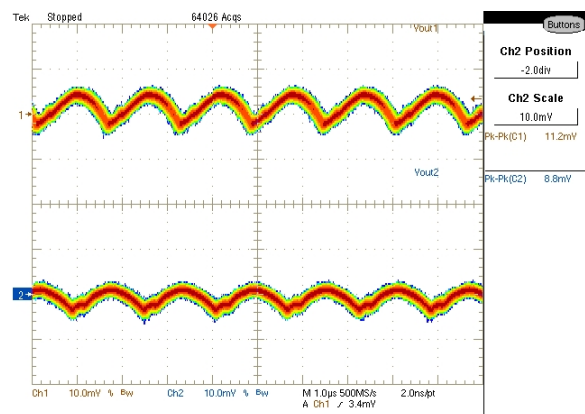 Tek Stopped 64026 Acqs
Buttons
Vout1
Ch2 Position
-2.0div
Ch2 Scale
10.0mV
1
Pk-Pk(C1) 11.2mV
Vout2
Pk-Pk(C2) 8.8mV
2
Ch1 10.0mV % Bw Ch2 10.0mV % Bw M 1.0µs 500MS/s 2.0ns/pt
A Ch1 / 3.4mV